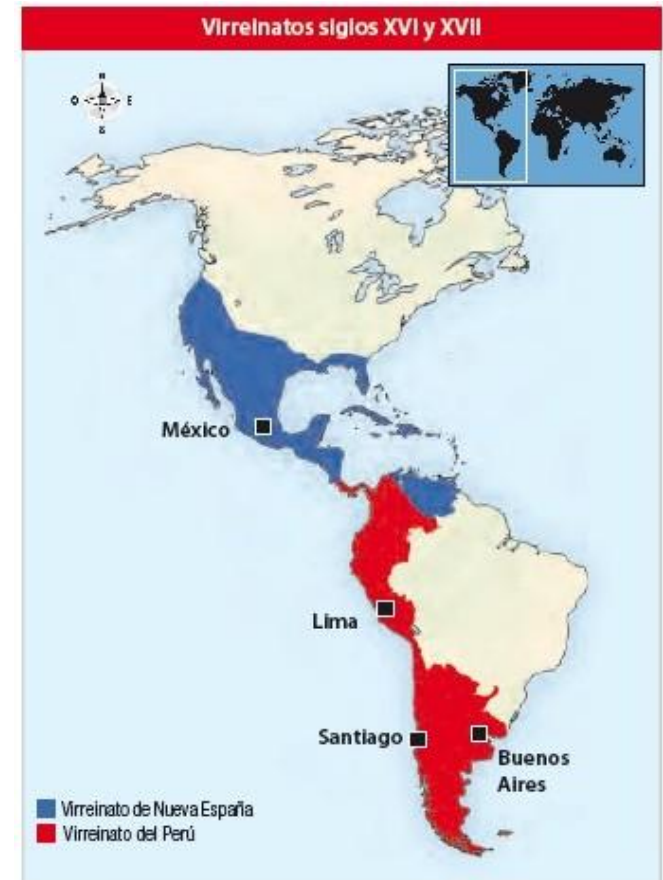 Virreinatos siglos XVI y XVII
N
O
E
S
México
Lima
Santiago
Buenos
Aires
Virreinato de Nueva España
Virreinato del Perú